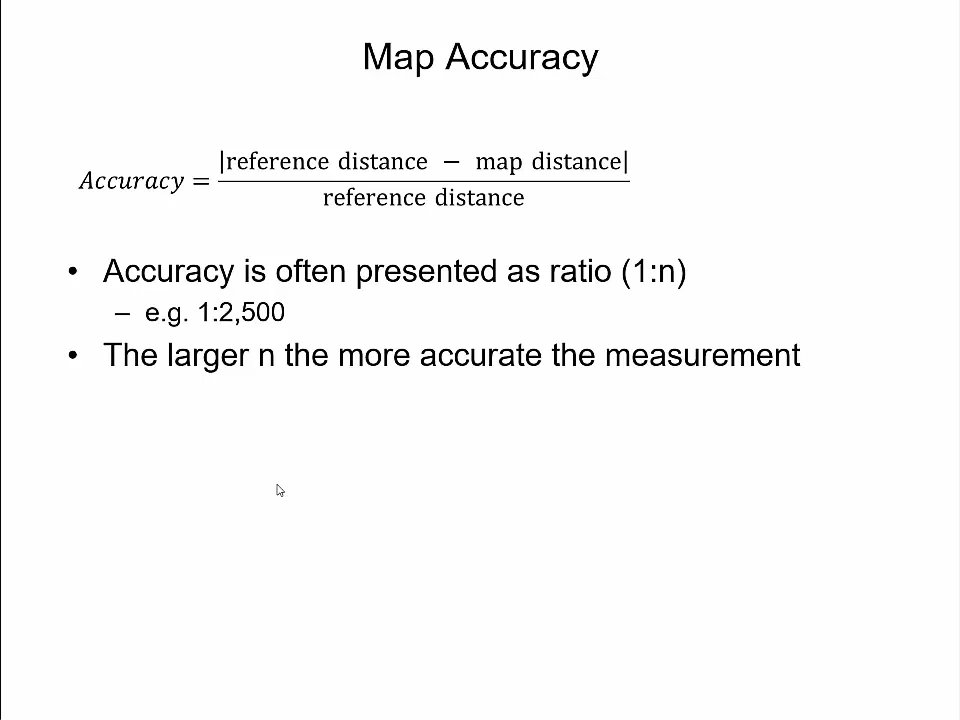 Map Accuracy
Accuracy = |reference distance − map distance| / reference distance
• Accuracy is often presented as ratio (1:n)
– e.g. 1:2,500
• The larger n the more accurate the measurement